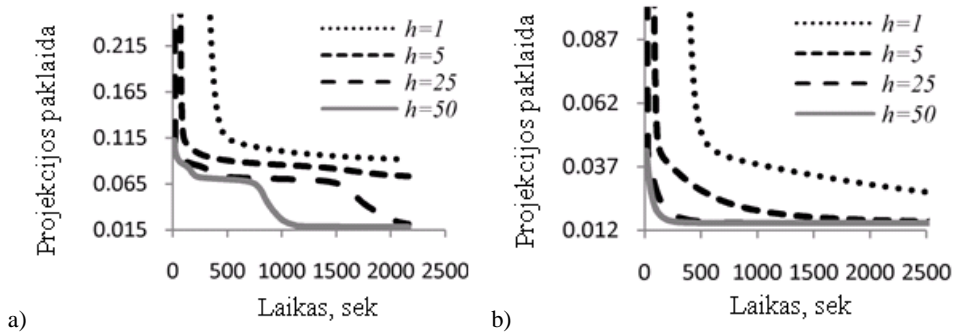 Projekcijos paklaida
0.215
0.165
0.115
0.065
0.015
0 500 1000 1500 2000 2500
Laikas, sek
h=1
h=5
h=25
h=50
a)
Projekcijos paklaida
0.087
0.062
0.037
0.012
0 500 1000 1500 2000 2500
Laikas, sek
h=1
h=5
h=25
h=50
b)